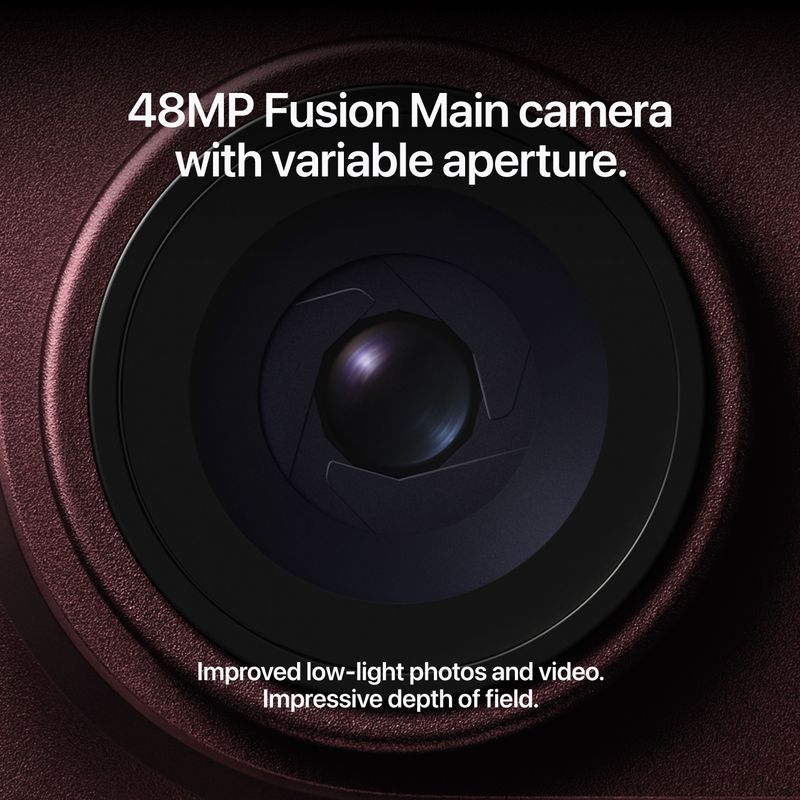 48MP Fusion Main camera
with variable aperture.
Improved low-light photos and video.
Impressive depth of field.